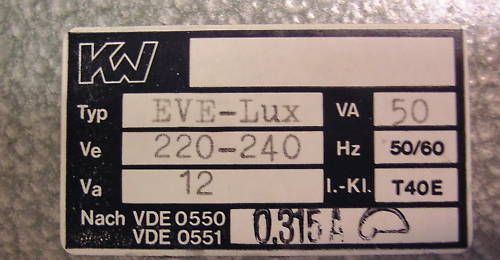 KW
Typ EVE-Lux VA 50
Ve 220-240 Hz 50/60
Va 12 I.-Kl. T40E
Nach VDE 0550
VDE 0551 0.315A